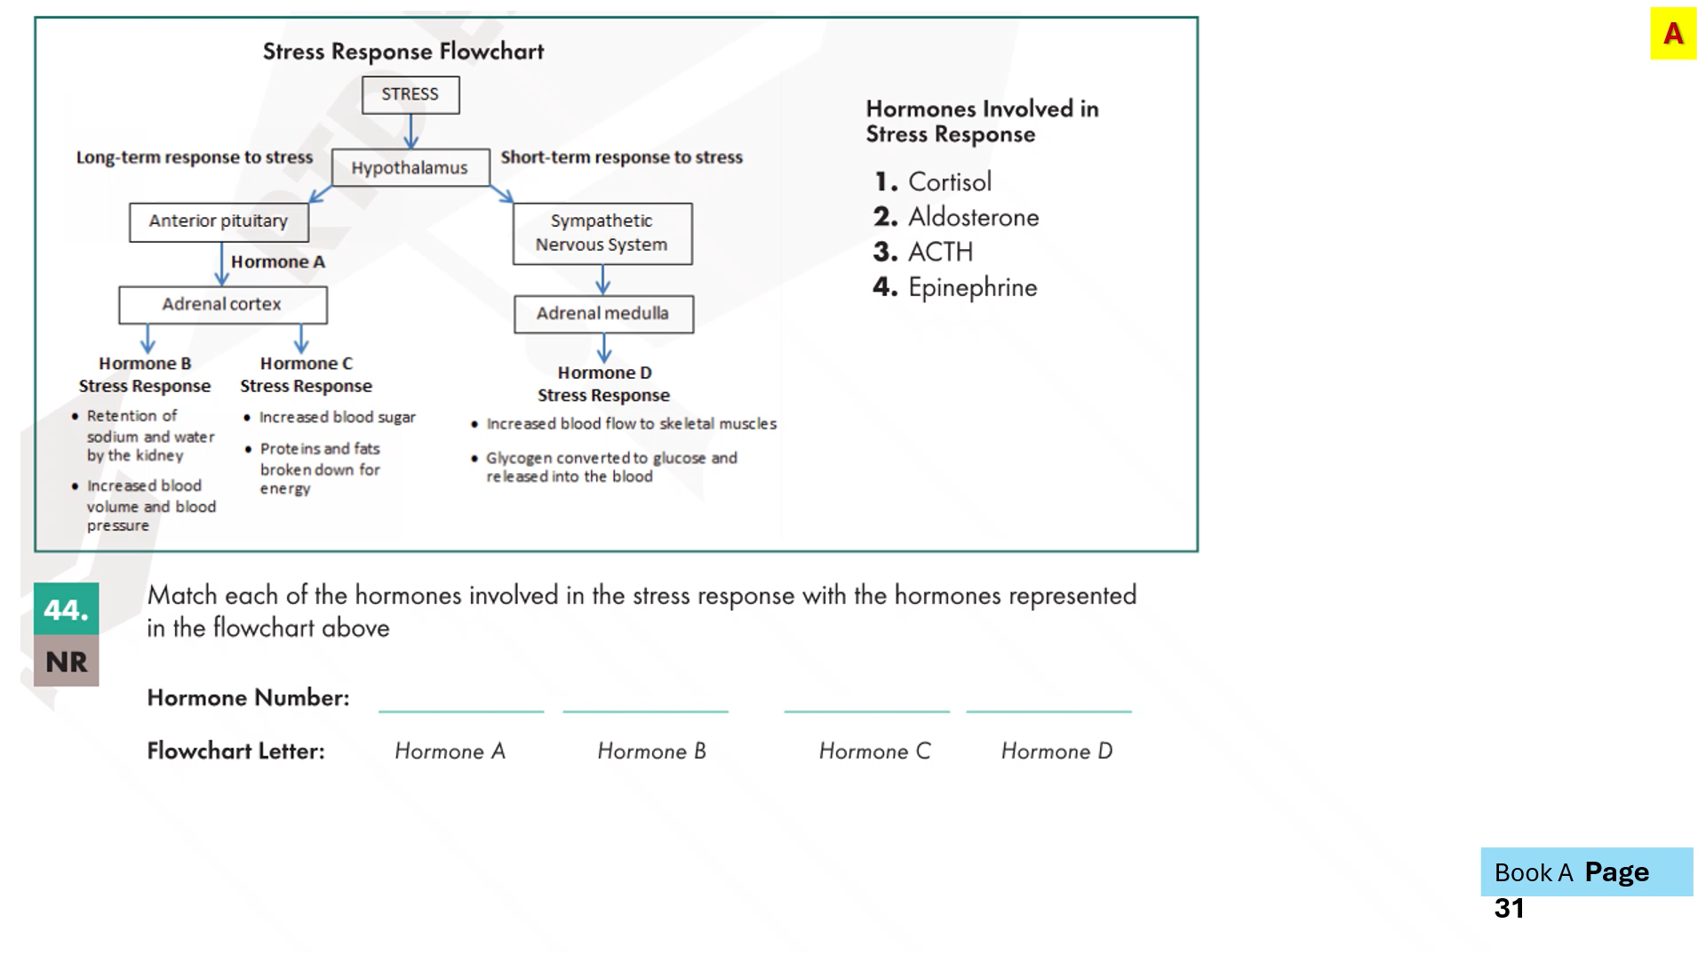 A
Stress Response Flowchart
STRESS
Long-term response to stress
Hypothalamus
Short-term response to stress
Anterior pituitary
Hormone A
Adrenal cortex
Hormone B
Stress Response
• Retention of
sodium and water
by the kidney
• Increased blood
volume and blood
pressure
Hormone C
Stress Response
• Increased blood sugar
• Proteins and fats
broken down for
energy
Sympathetic
Nervous System
Adrenal medulla
Hormone D
Stress Response
• Increased blood flow to skeletal muscles
• Glycogen converted to glucose and
released into the blood
Hormones Involved in
Stress Response
1. Cortisol
2. Aldosterone
3. ACTH
4. Epinephrine
44.
NR
Match each of the hormones involved in the stress response with the hormones represented
in the flowchart above
Hormone Number:
Flowchart Letter: Hormone A Hormone B Hormone C Hormone D
Book A Page
31